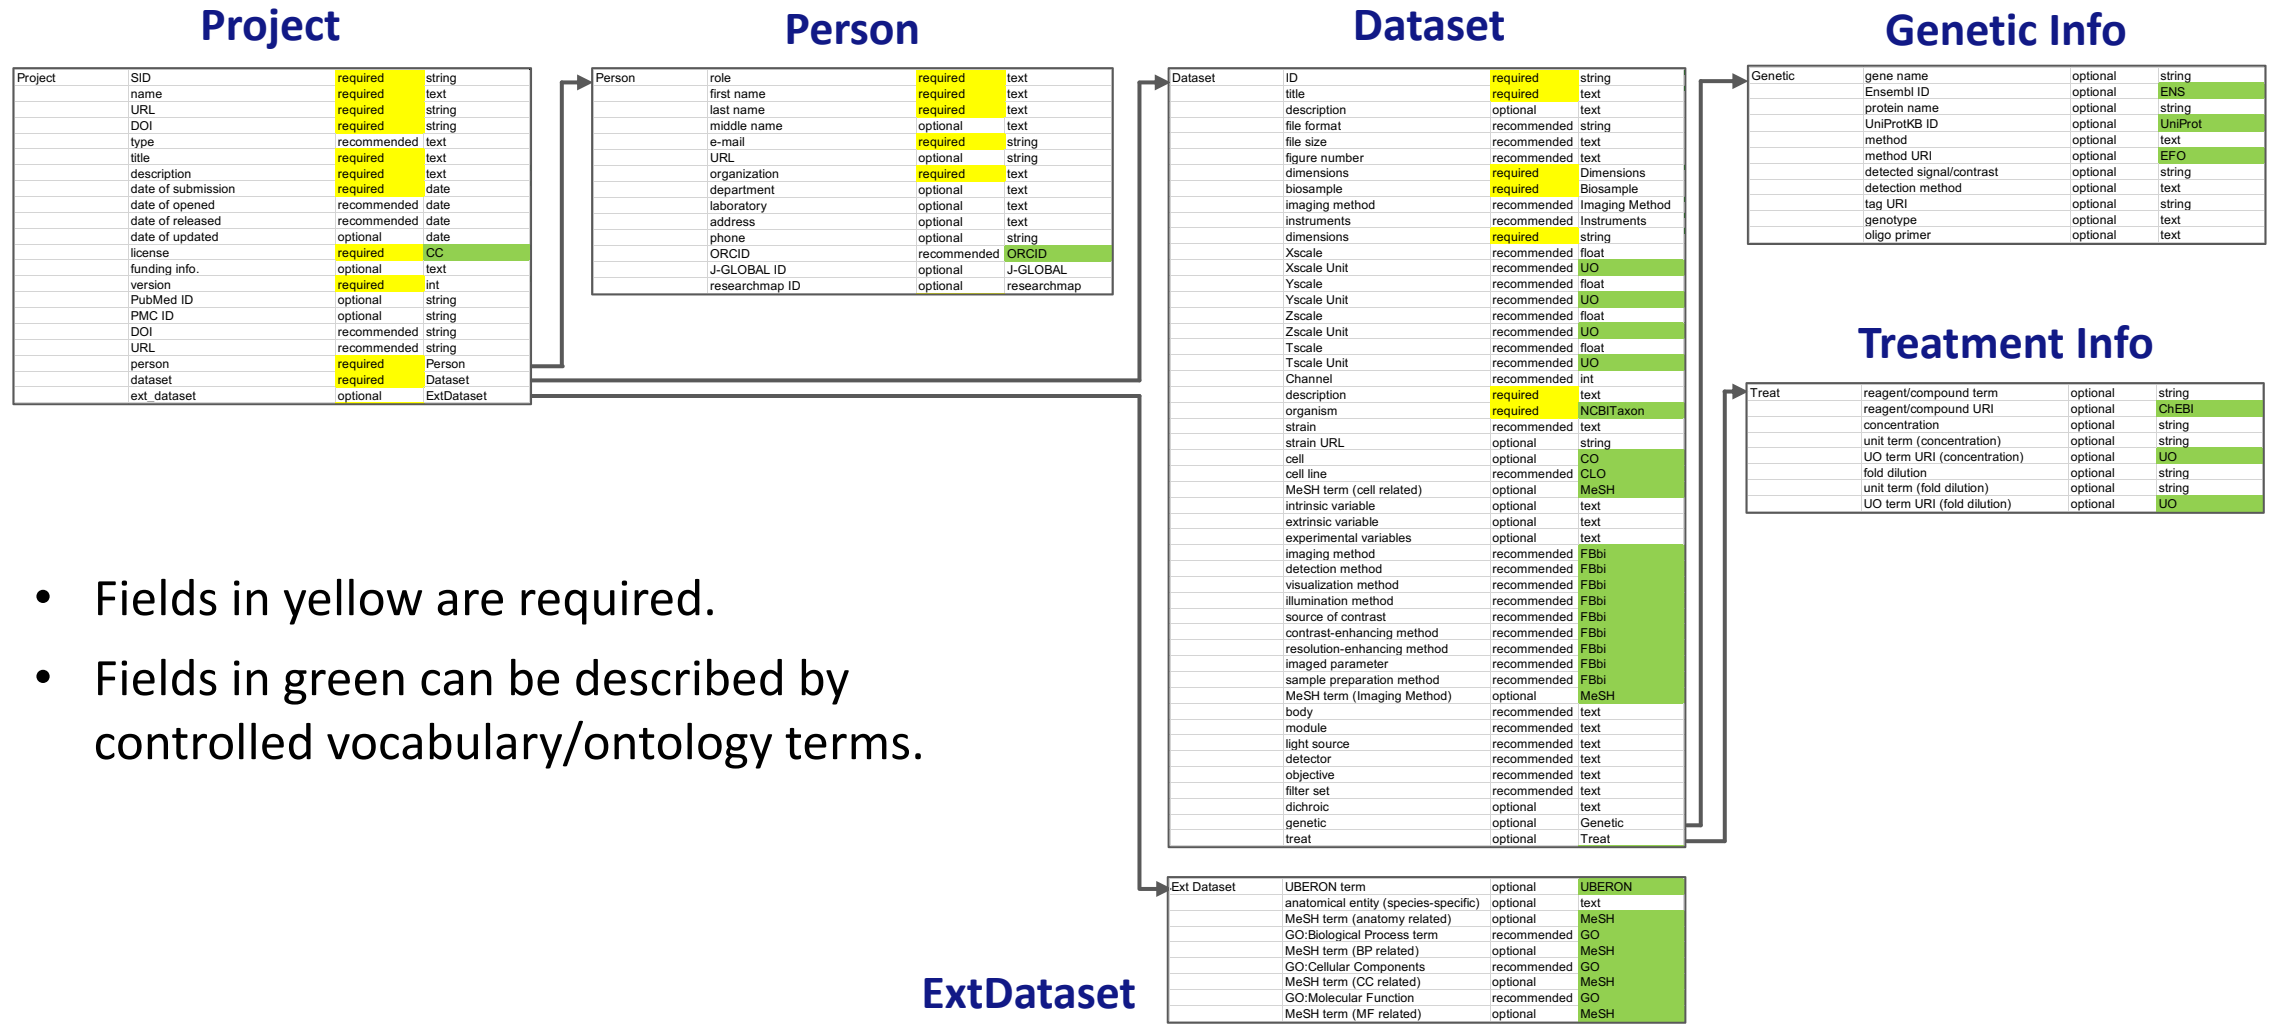 Project
Project SID required string
name required text
URL required string
DOI required string
type recommended text
title required text
description required text
date of submission required date
date of opened recommended date
date of released recommended date
date of updated optional date
license required CC
funding info. optional text
version required int
PubMed ID optional string
PMC ID optional string
DOI recommended string
URL recommended string
person required Person
dataset required Dataset
ext_dataset optional ExtDataset
Person
Person role required text
first name required text
last name required text
middle name optional text
e-mail required string
URL optional string
organization required text
department optional text
laboratory optional text
address optional text
phone optional string
ORCID recommended ORCID
J-GLOBAL ID optional J-GLOBAL
researchmap ID optional researchmap
Dataset
Dataset ID required string
title required text
description optional text
file format recommended string
file size recommended text
figure number recommended text
dimensions required Dimensions
biosample required Biosample
imaging method recommended Imaging Method
instruments recommended Instruments
dimensions required string
Xscale recommended float
Xscale Unit recommended UO
Yscale recommended float
Yscale Unit recommended UO
Zscale recommended float
Zscale Unit recommended UO
Tscale recommended float
Tscale Unit recommended UO
Channel recommended int
description required text
organism required NCBITaxon
strain recommended text
strain URL optional string
cell optional CO
cell line recommended CLO
MeSH term (cell related) optional MeSH
intrinsic variable optional text
extrinsic variable optional text
experimental variables optional text
imaging method recommended FBbi
detection method recommended FBbi
visualization method recommended FBbi
illumination method recommended FBbi
source of contrast recommended FBbi
contrast-enhancing method recommended FBbi
resolution-enhancing method recommended FBbi
imaged parameter recommended FBbi
sample preparation method recommended FBbi
MeSH term (Imaging Method) optional MeSH
body recommended text
module recommended text
light source recommended text
detector recommended text
objective recommended text
filter set recommended text
dichroic optional text
genetic optional Genetic
treat optional Treat
Genetic Info
Genetic gene name optional string
Ensembl ID optional ENS
protein name optional string
UniProtKB ID optional UniProt
method optional text
method URI optional EFO
detected signal/contrast optional string
detection method optional text
tag URI optional string
genotype optional text
oligo primer optional text
Treatment Info
Treat reagent/compound term optional string
reagent/compound URI optional ChEBI
concentration optional string
unit term (concentration) optional string
UO term URI (concentration) optional UO
fold dilution optional string
unit term (fold dilution) optional string
UO term URI (fold dilution) optional UO
• Fields in yellow are required.
• Fields in green can be described by
controlled vocabulary/ontology terms.
ExtDataset
Ext Dataset UBERON term optional UBERON
anatomical entity (species-specific) optional text
MeSH term (anatomy related) optional MeSH
GO:Biological Process term recommended GO
MeSH term (BP related) optional MeSH
GO:Cellular Components recommended GO
MeSH term (CC related) optional MeSH
GO:Molecular Function recommended GO
MeSH term (MF related) optional MeSH